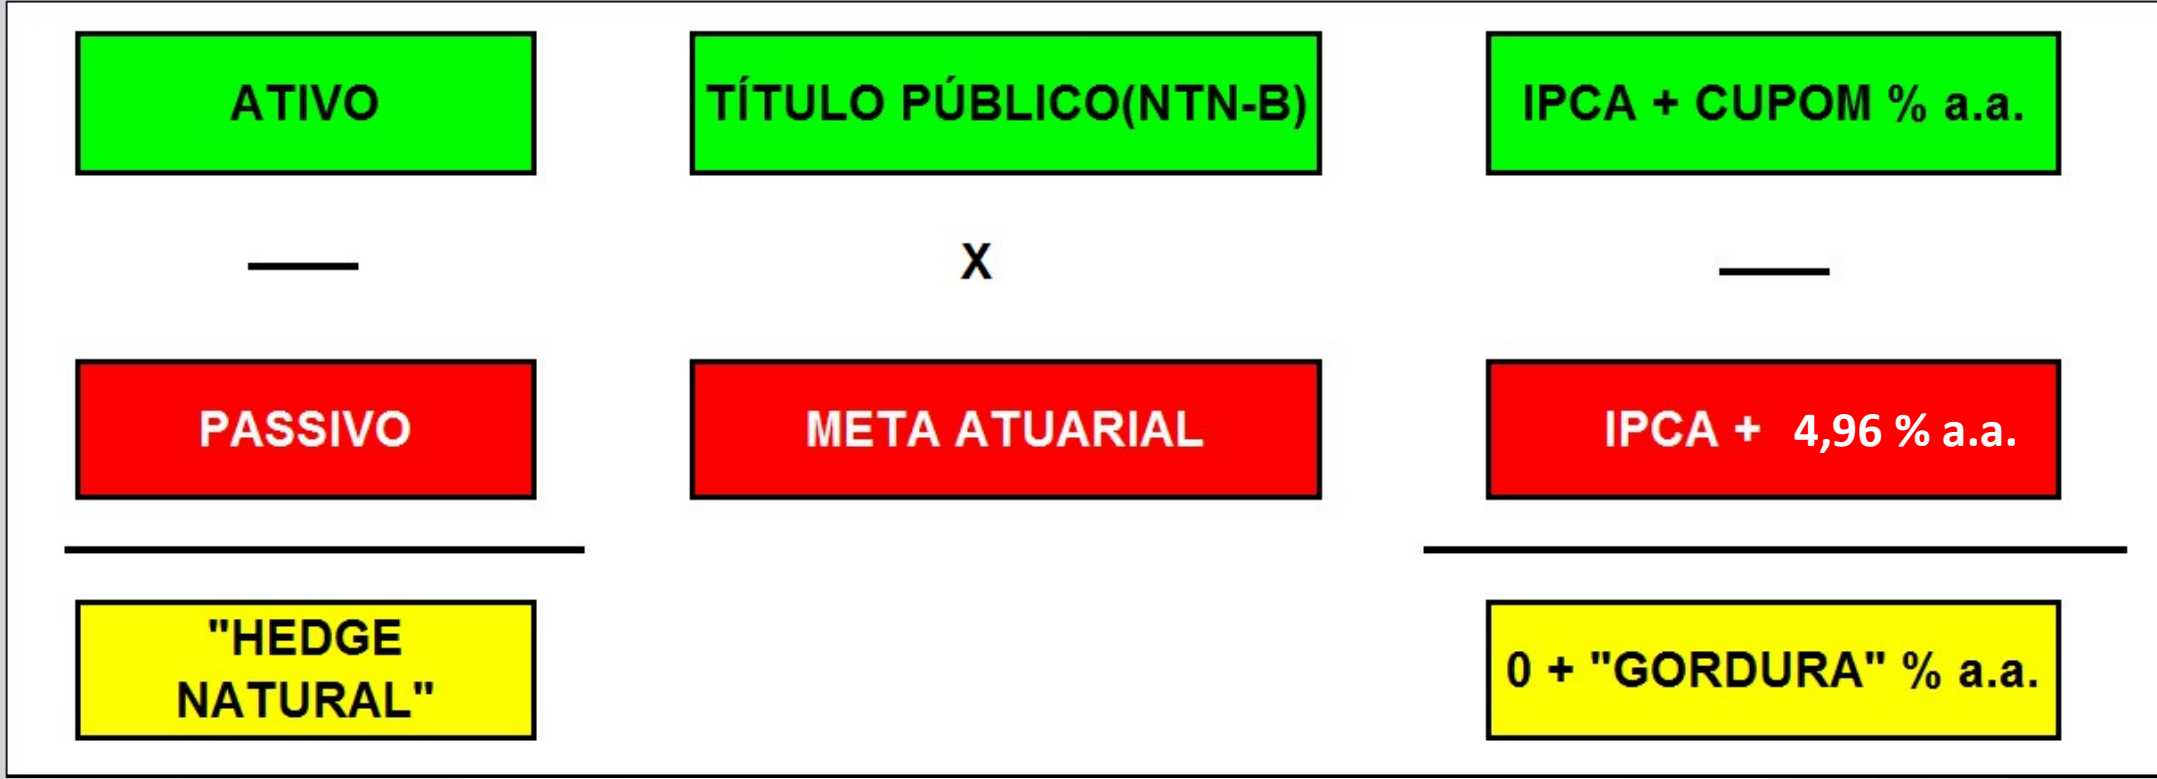 ATIVO
TÍTULO PÚBLICO(NTN-B)
IPCA + CUPOM % a.a.
X
PASSIVO
META ATUARIAL
IPCA + 4,96 % a.a.
"HEDGE
NATURAL"
0 + "GORDURA" % a.a.